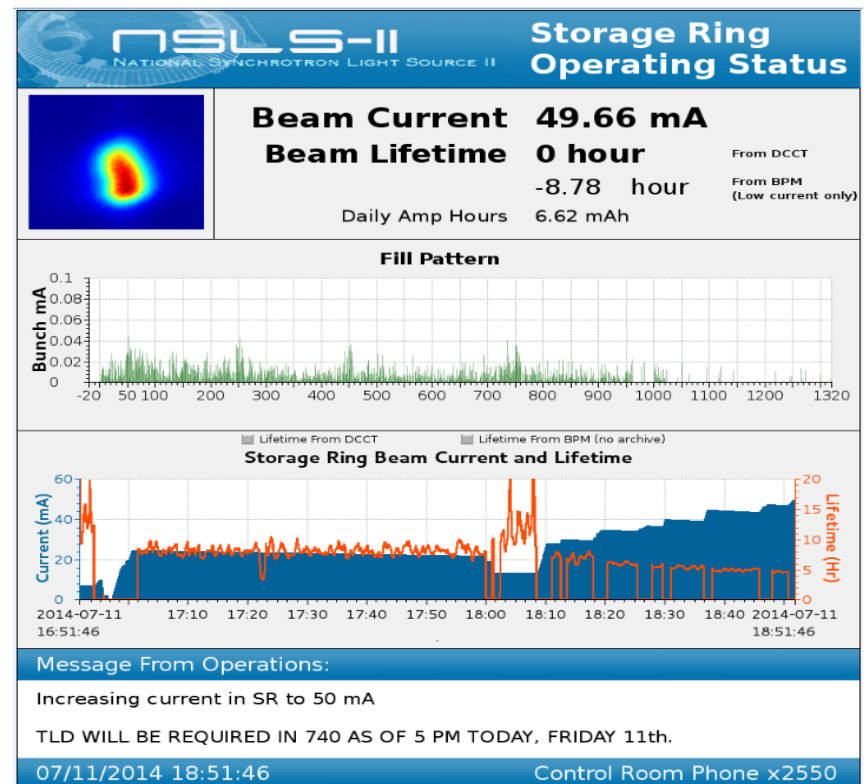 NSLS-II
NATIONAL SYNCHROTRON LIGHT SOURCE II
Storage Ring
Operating Status
Beam Current 49.66 mA
Beam Lifetime 0 hour From DCCT
-8.78 hour From BPM
(Low current only)
Daily Amp Hours 6.62 mAh
Fill Pattern
Bunch mA
0.1
0.08
0.06
0.04
0.02
0
-20 50 100 200 300 400 500 600 700 800 900 1000 1100 1200 1320
Lifetime From DCCT Lifetime From BPM (no archive)
Storage Ring Beam Current and Lifetime
Current (mA)
60
40
20
0
20
15
10
5
0
Lifetime (Hr)
2014-07-11 17:10 17:20 17:30 17:40 17:50 18:00 18:10 18:20 18:30 18:40 2014-07-11
16:51:46 18:51:46
Message From Operations:
Increasing current in SR to 50 mA
TLD WILL BE REQUIRED IN 740 AS OF 5 PM TODAY, FRIDAY 11th.
07/11/2014 18:51:46 Control Room Phone x2550